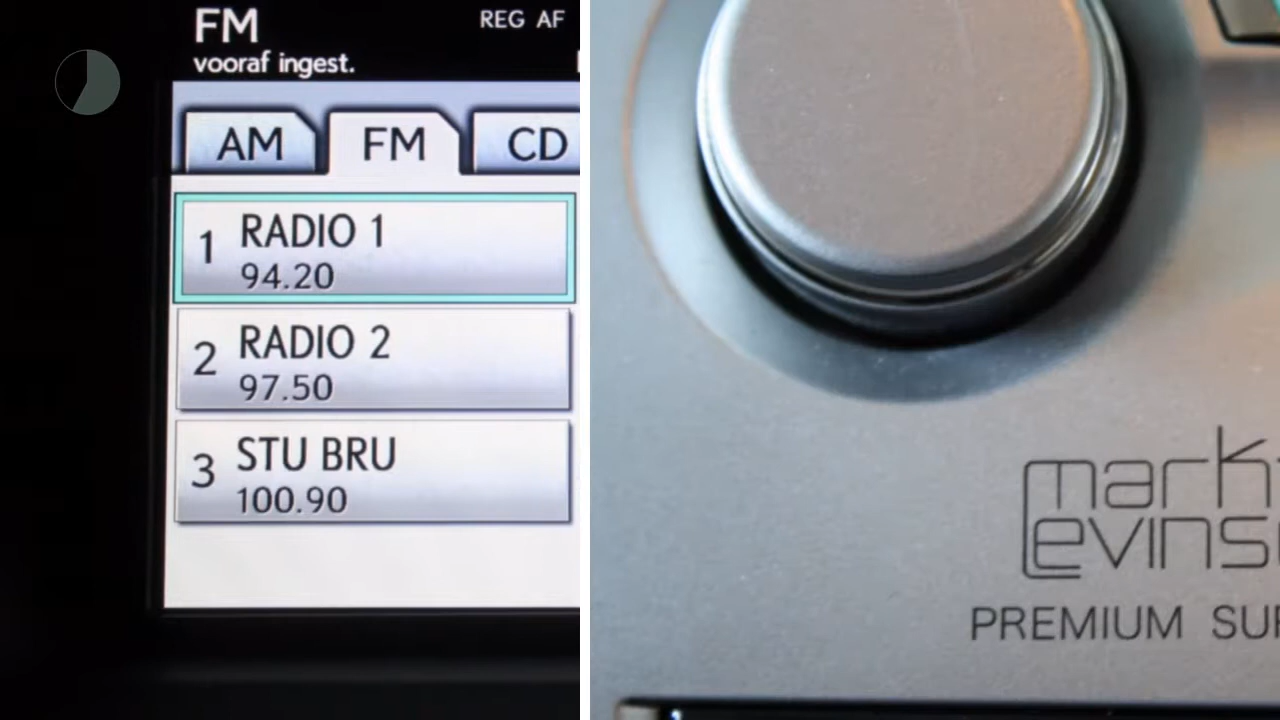 FM
REG AF
vooraf ingest.
AM
FM
CD
1
RADIO 1
94.20
2
RADIO 2
97.50
3
STU BRU
100.90
mark
PREMIUM